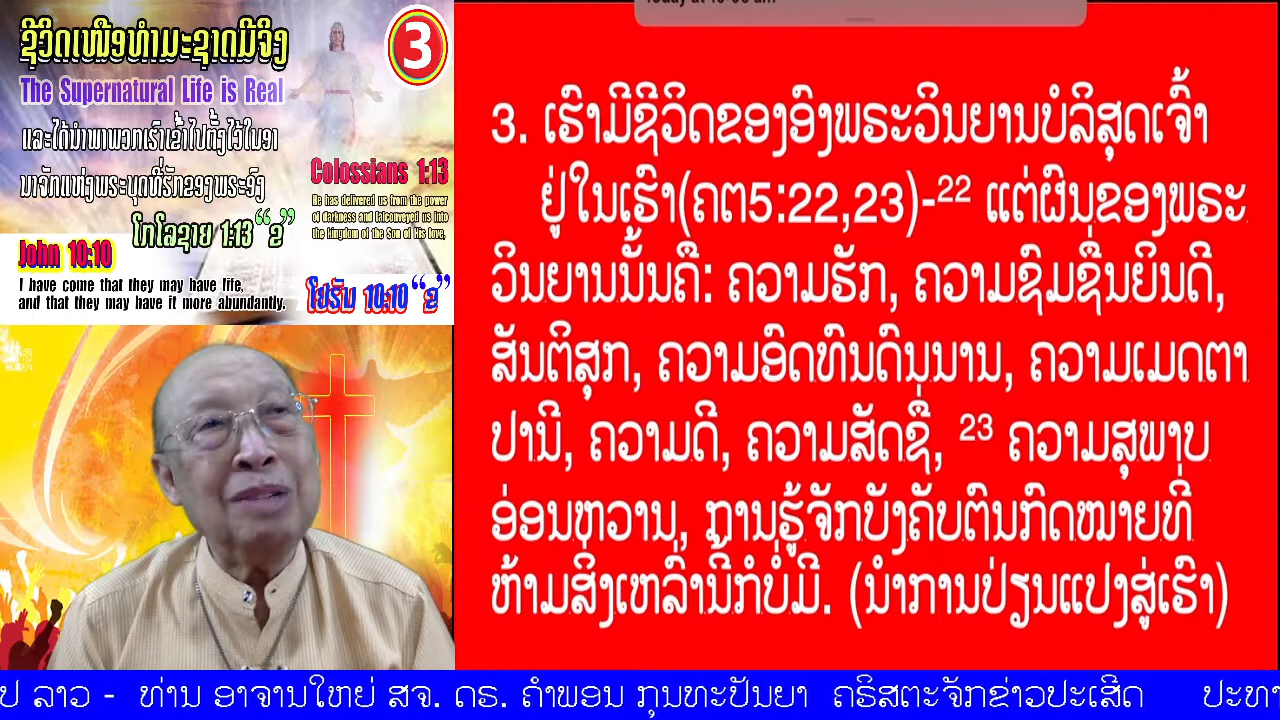 ຊີວິດເໜືອທຳມະຊາດມີຈິງ
3
The Supernatural Life is Real
ແລະໄດ້ນຳພາພວກເຮົາເຂົ້າໄປຕັ້ງໄວ້ໃນອາ
ນາຈັກແຫ່ງພຣະບຸດທີ່ຮັກຂອງພຣະອົງ
ໂກໂລຊາຍ 1:13 “ຂ”
Colossians 1:13
He has delivered us from the power
of darkness and falconveyed us into
the kingdom of the Son of His love,
John 10:10
I have come that they may have life,
and that they may have it more abundantly.
ໂຢຮັນ 10:10 “ຂ”
3. ເຮົາມີຊີວິດຂອງອົງພຣະວິນຍານບໍລິສຸດເຈົ້າ
ຢູ່ໃນເຮົາ(ຄຕ5:22,23)-²² ແຕ່ຜົນຂອງພຣະ
ວິນຍານນັ້ນຄື: ຄວາມຮັກ, ຄວາມຊົມຊື່ນຍິນດີ,
ສັນຕິສຸກ, ຄວາມອົດທົນດົນນານ, ຄວາມເມດຕາ
ປານີ, ຄວາມດີ, ຄວາມສັດຊື່, ²³ ຄວາມສຸພາບ
ອ່ອນຫວານ, ການຮູ້ຈັກບັງຄັບຕົນກົດໝາຍທີ່
ຫ້າມສິ່ງເຫລົ່ານີ້ກໍບໍ່ມີ. (ນຳການປ່ຽນແປງສູ່ເຮົາ)
ປ ລາວ - ທ່ານ ອາຈານໃຫຍ່ ສຈ. ດຣ. ຄຳພອນ ກຸນທະປັນຍາ ຄຣິສຕະຈັກຂ່າວປະເສີດ ປະທາ